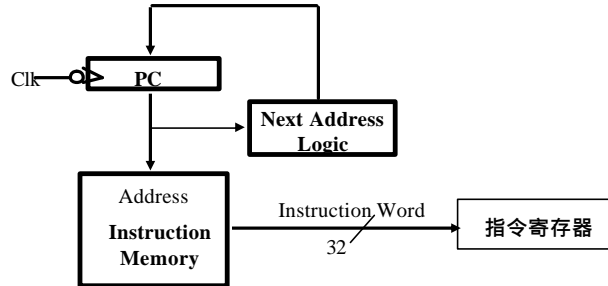 Clk
PC
Next Address
Logic
Address
Instruction
Memory
Instruction Word
32
指令寄存器